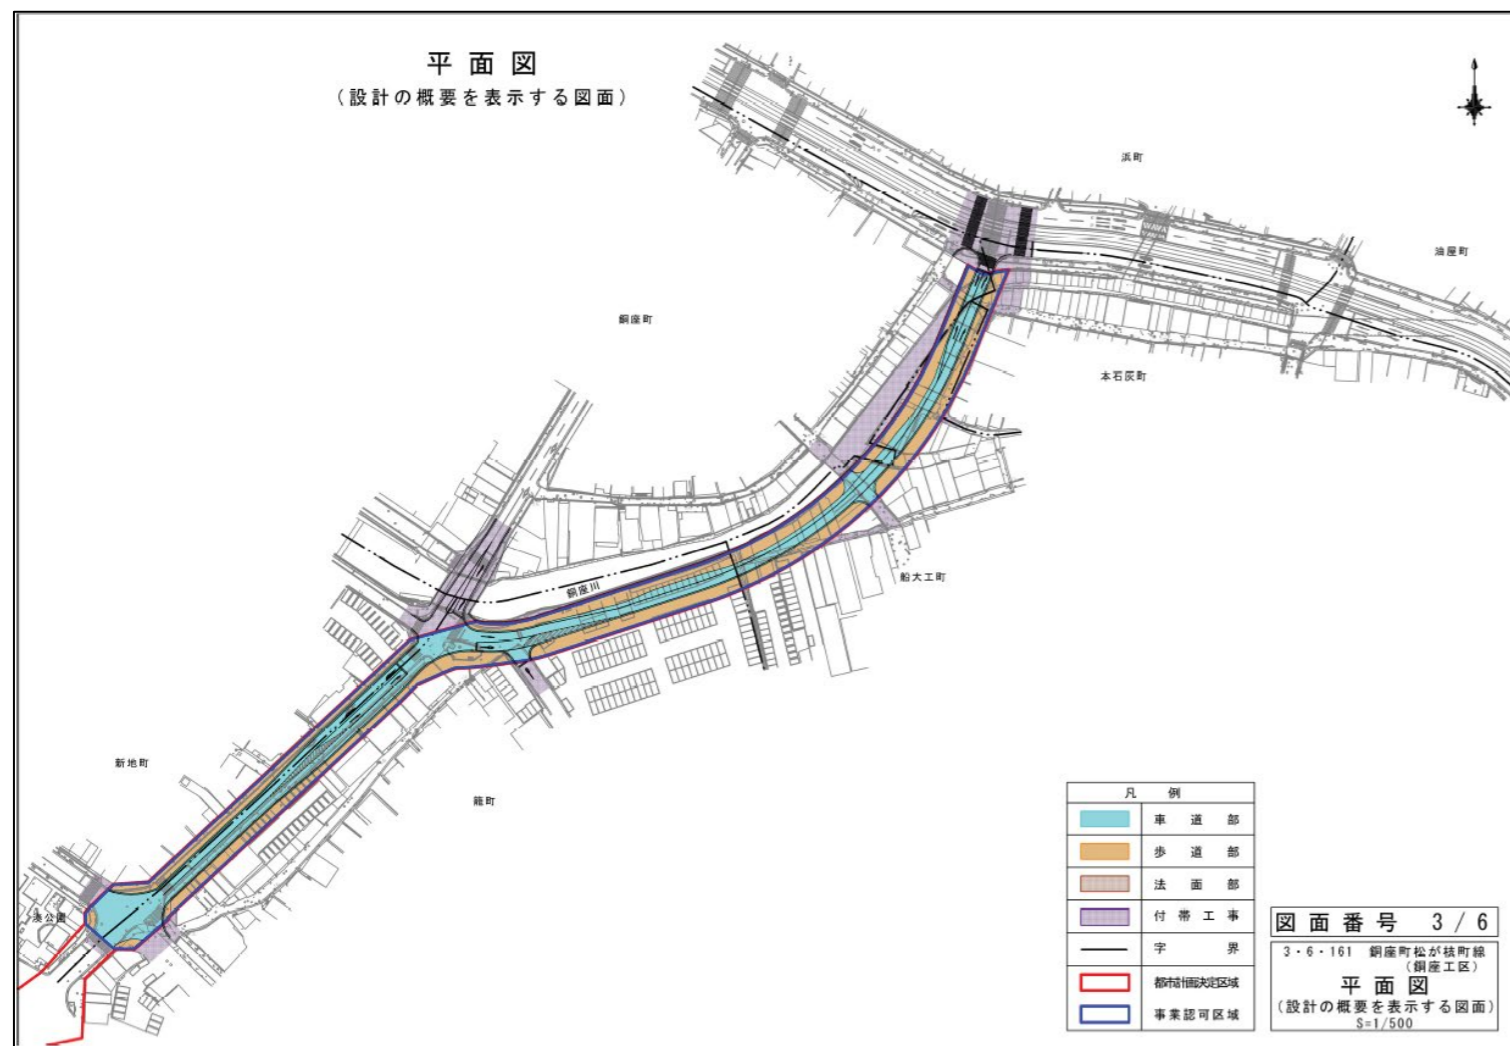 平面図
（設計の概要を表示する図面）
浜町
油屋町
銅座町
本石灰町
銅座川
船大工町
新地町
籠町
湊公園
凡例
車道部
歩道部
法面部
付帯工事
字界
都市計画決定区域
事業認可区域
図面番号 3/6
3・6・161 銅座町松が枝町線
（銅座工区）
平面図
（設計の概要を表示する図面）
S=1/500